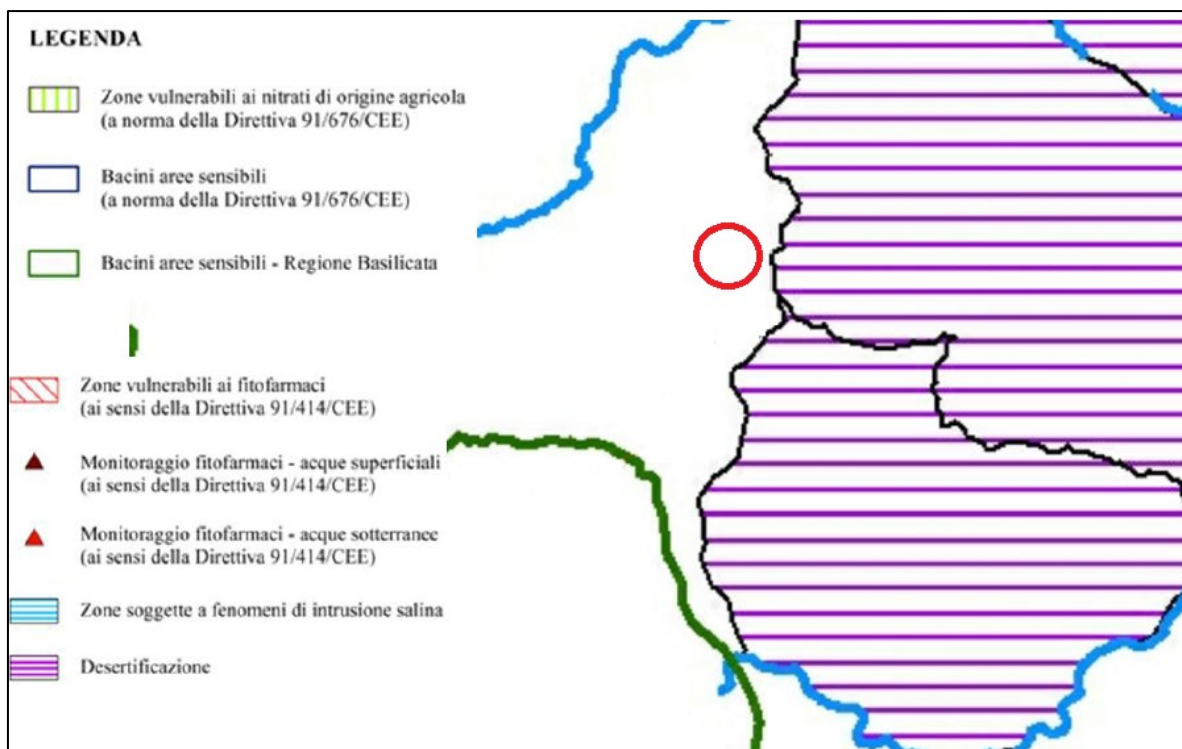 LEGENDA
Zone vulnerabili ai nitrati di origine agricola
(a norma della Direttiva 91/676/CEE)
Bacini aree sensibili
(a norma della Direttiva 91/676/CEE)
Bacini aree sensibili - Regione Basilicata
Zone vulnerabili ai fitofarmaci
(ai sensi della Direttiva 91/414/CEE)
Monitoraggio fitofarmaci - acque superficiali
(ai sensi della Direttiva 91/414/CEE)
Monitoraggio fitofarmaci - acque sotterranee
(ai sensi della Direttiva 91/414/CEE)
Zone soggette a fenomeni di intrusione salina
Desertificazione